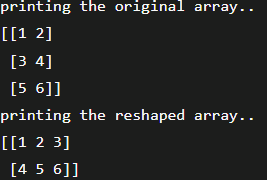 printing the original array..
[[1 2]
 [3 4]
 [5 6]]
printing the reshaped array..
[[1 2 3]
 [4 5 6]]